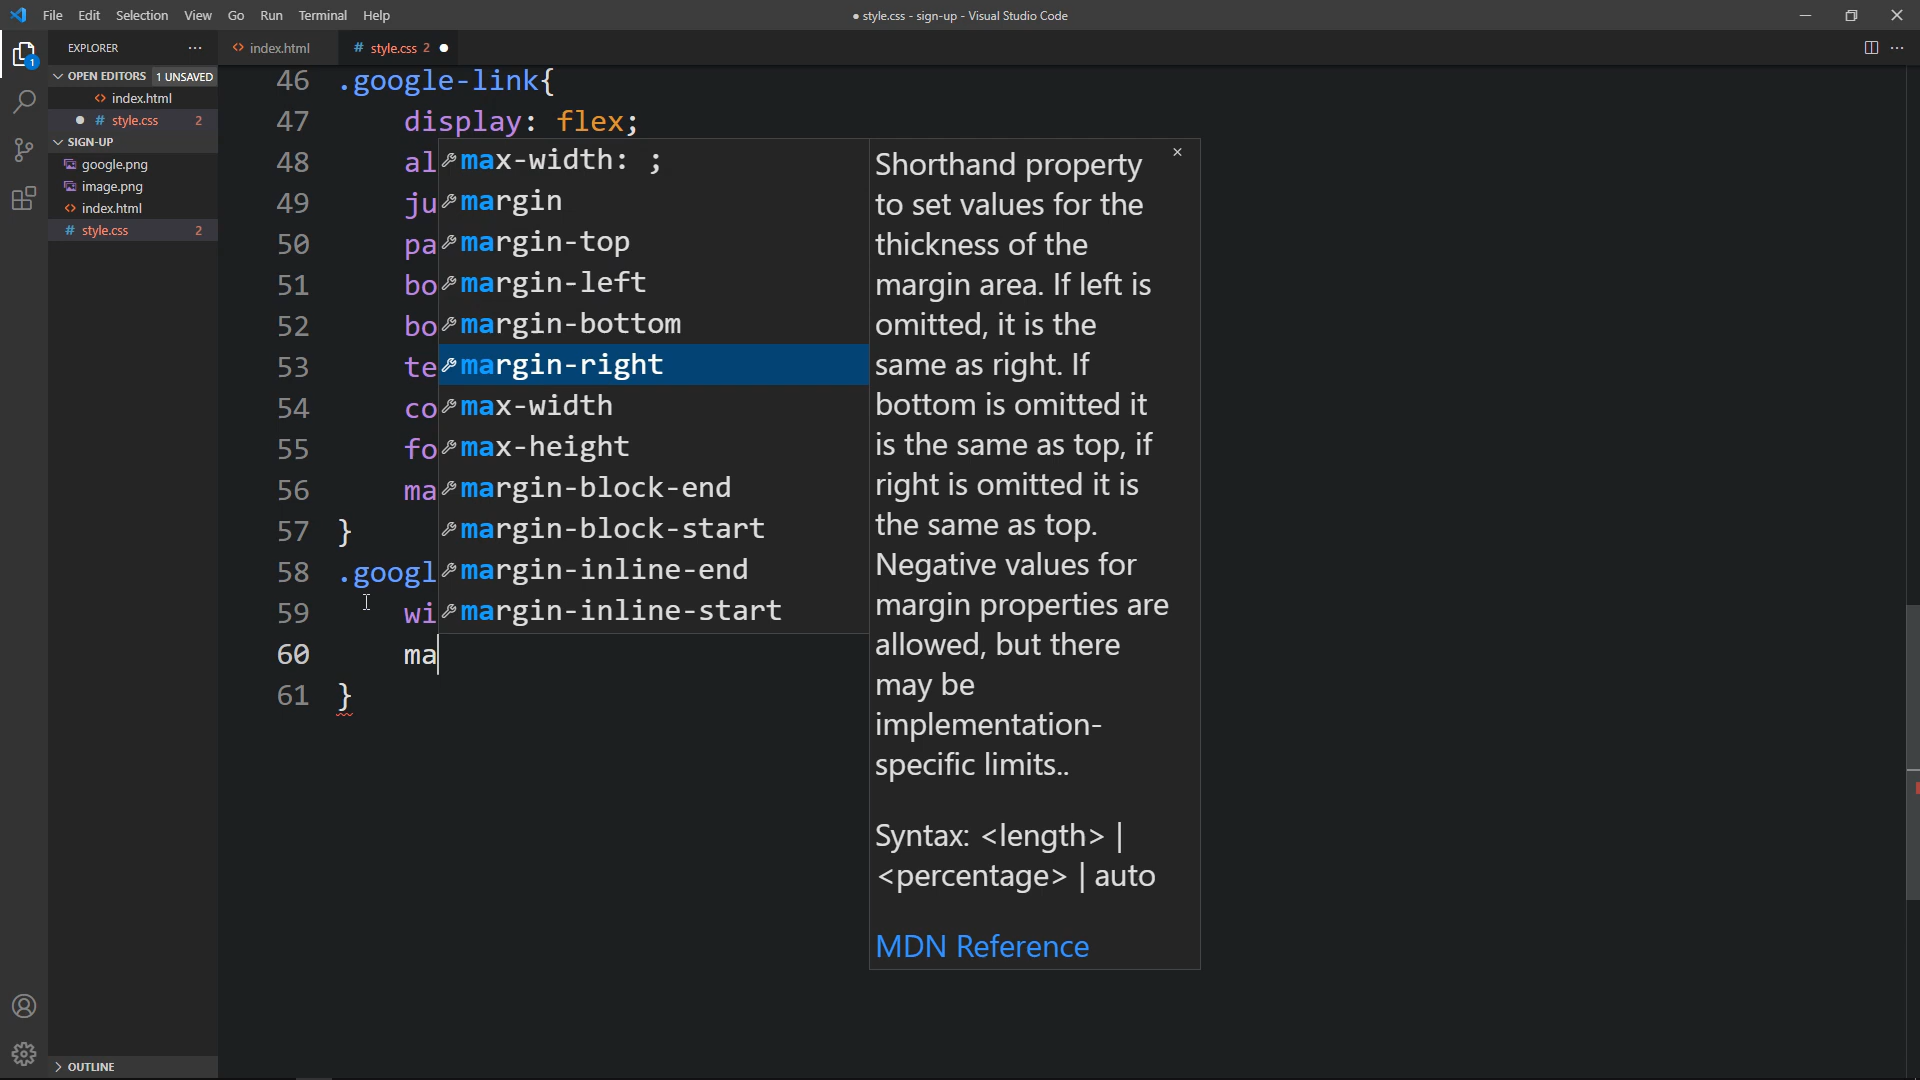 File Edit Selection View Go Run Terminal Help
● style.css - sign-up - Visual Studio Code
EXPLORER ···
index.html
# style.css 2 ●
OPEN EDITORS 1 UNSAVED
index.html
● # style.css 2
SIGN-UP
google.png
image.png
index.html
# style.css 2
OUTLINE
1
46 .google-link{
47 display: flex;
48 al
49 ju
50 pa
51 bo
52 bo
53 te
54 co
55 fo
56 ma
57 }
58 .googl
59 wi
60 ma
61 }
max-width: ;
margin
margin-top
margin-left
margin-bottom
margin-right
max-width
max-height
margin-block-end
margin-block-start
margin-inline-end
margin-inline-start
Shorthand property
to set values for the
thickness of the
margin area. If left is
omitted, it is the
same as right. If
bottom is omitted it
is the same as top, if
right is omitted it is
the same as top.
Negative values for
margin properties are
allowed, but there
may be
implementation-
specific limits..
Syntax: <length> |
<percentage> | auto
MDN Reference